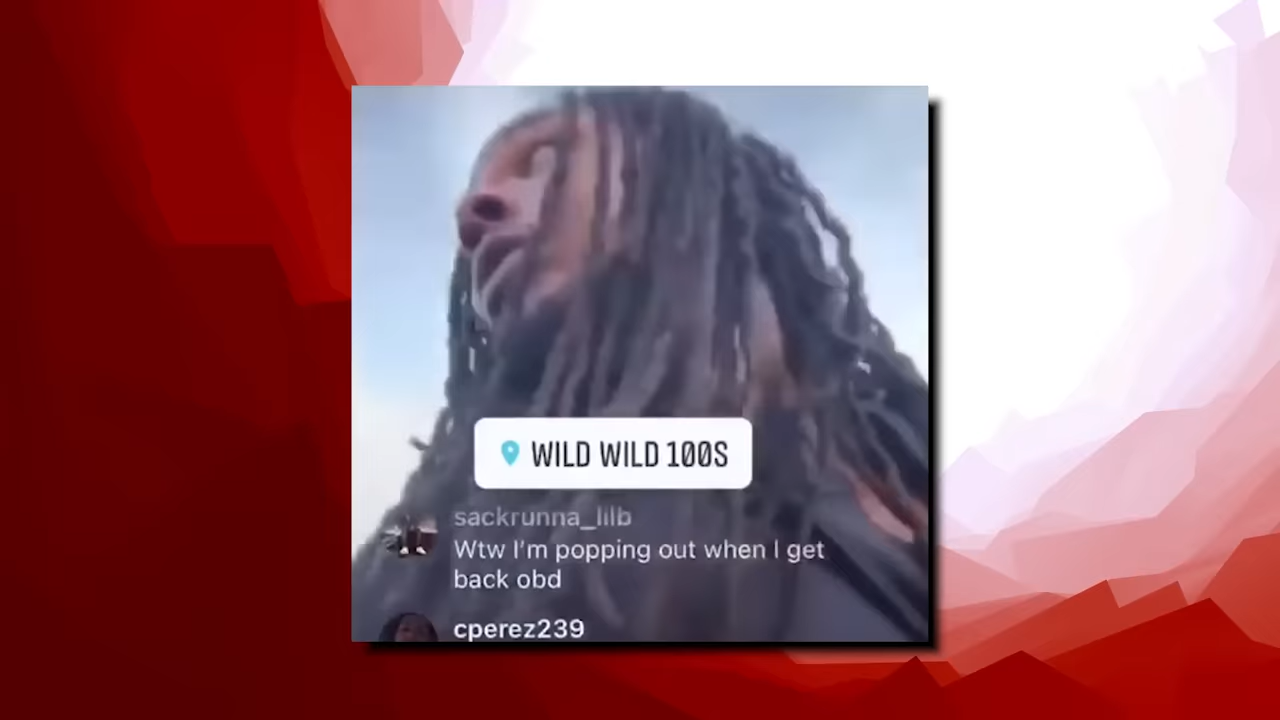 WILD WILD 100S
sackrunna_lilb
Wtw I'm popping out when I get
back obd
cperez239